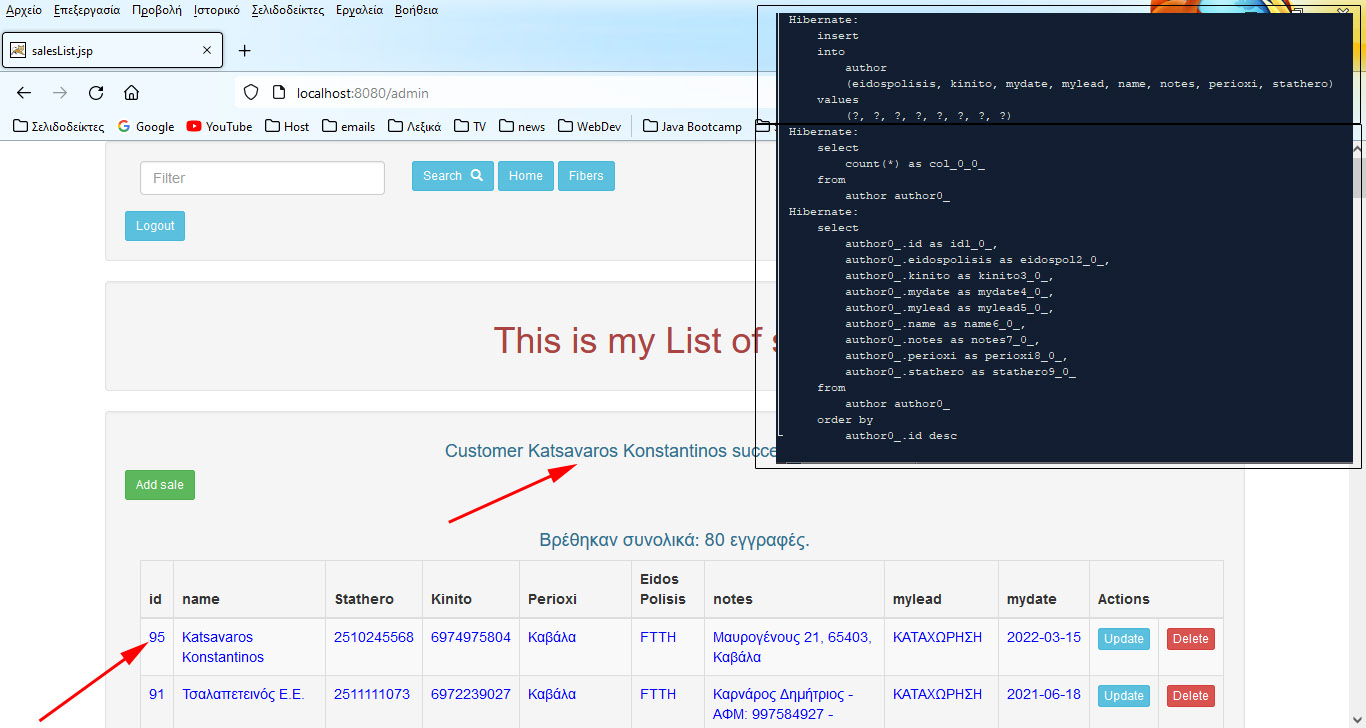 Αρχείο Επεξεργασία Προβολή Ιστορικό Σελιδοδείκτες Εργαλεία Βοήθεια
salesList.jsp
localhost:8080/admin
Σελιδοδείκτες Google YouTube Host emails Λεξικά TV news WebDev Java Bootcamp
Filter
Search Home Fibers
Logout
This is my List of
Customer Katsavaros Konstantinos
Add sale
Βρέθηκαν συνολικά: 80 εγγραφές.
id name Stathero Kinito Perioxi Eidos Polisis notes mylead mydate Actions
95 Katsavaros Konstantinos 2510245568 6974975804 Καβάλα FTTH Μαυρογένους 21, 65403, Καβάλα ΚΑΤΑΧΩΡΗΣΗ 2022-03-15 Update Delete
91 Τσαλαπετεινός Ε.Ε. 2511111073 6972239027 Καβάλα FTTH Καρνάρος Δημήτριος - ΑΦΜ: 997584927 - ΚΑΤΑΧΩΡΗΣΗ 2021-06-18 Update Delete
Hibernate:
insert
into
author
(eidospolisis, kinito, mydate, mylead, name, notes, perioxi, stathero)
values
(?, ?, ?, ?, ?, ?, ?, ?)
Hibernate:
select
count(*) as col_0_0_
from
author author0_
Hibernate:
select
author0_.id as id1_0_,
author0_.eidospolisis as eidospol2_0_,
author0_.kinito as kinito3_0_,
author0_.mydate as mydate4_0_,
author0_.mylead as mylead5_0_,
author0_.name as name6_0_,
author0_.notes as notes7_0_,
author0_.perioxi as perioxi8_0_,
author0_.stathero as stathero9_0_
from
author author0_
order by
author0_.id desc